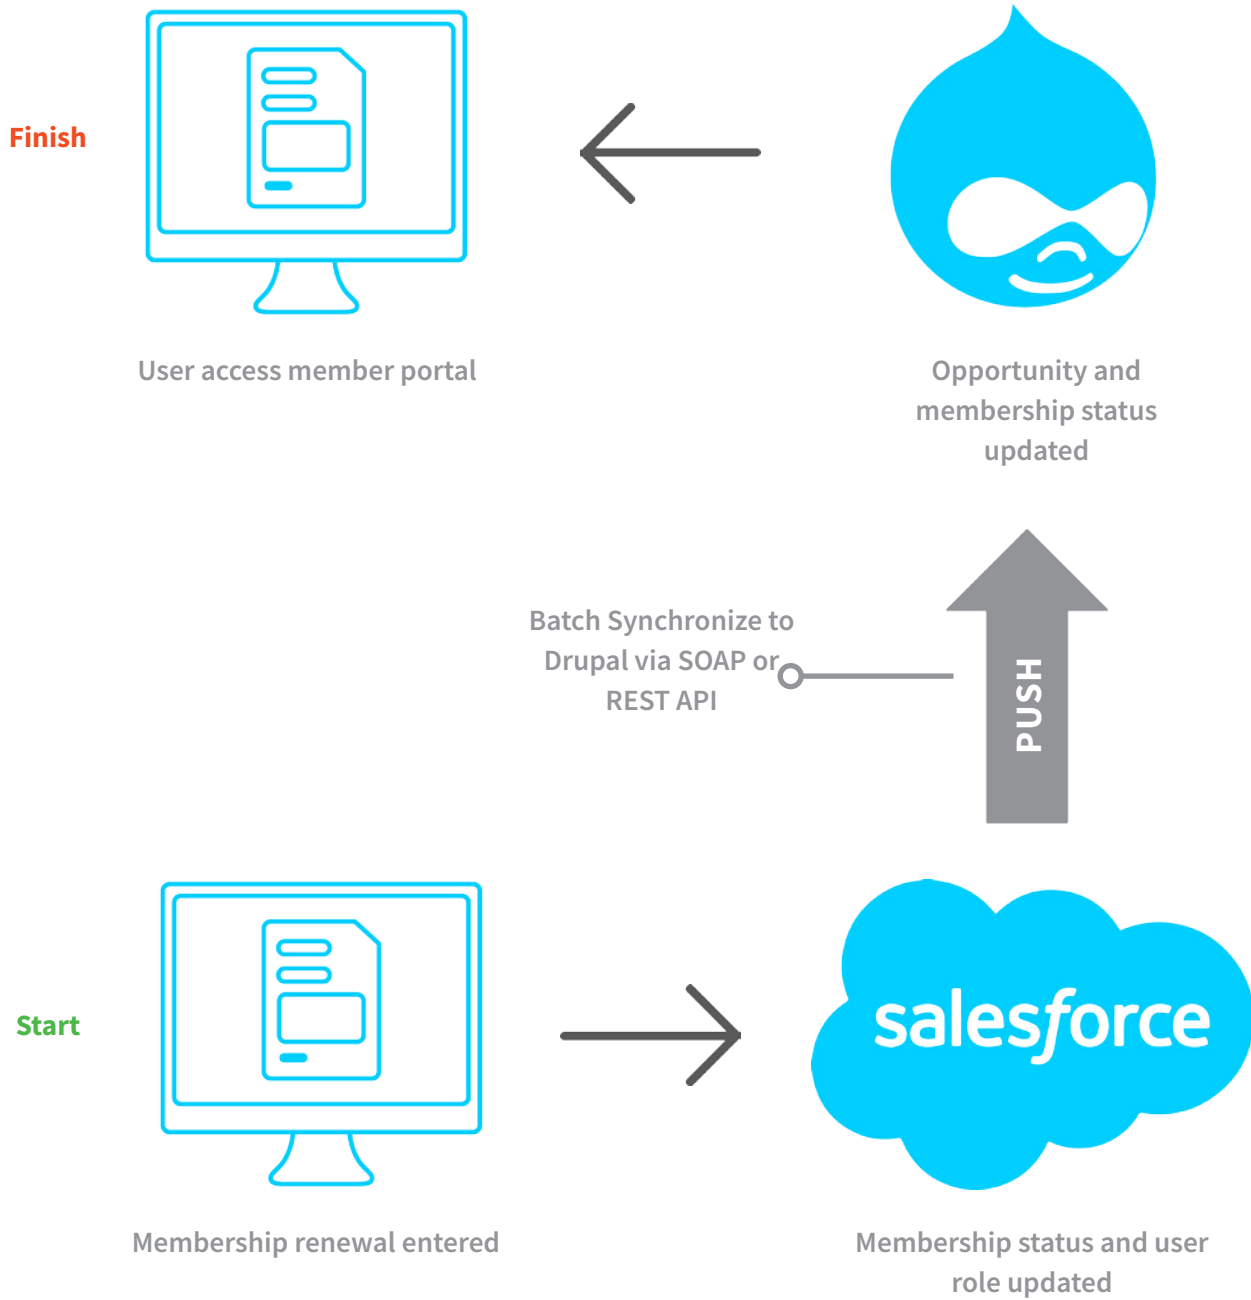 Finish
User access member portal
Opportunity and
membership status
updated
Batch Synchronize to
Drupal via SOAP or
REST API
PUSH
Start
salesforce
Membership renewal entered
Membership status and user
role updated